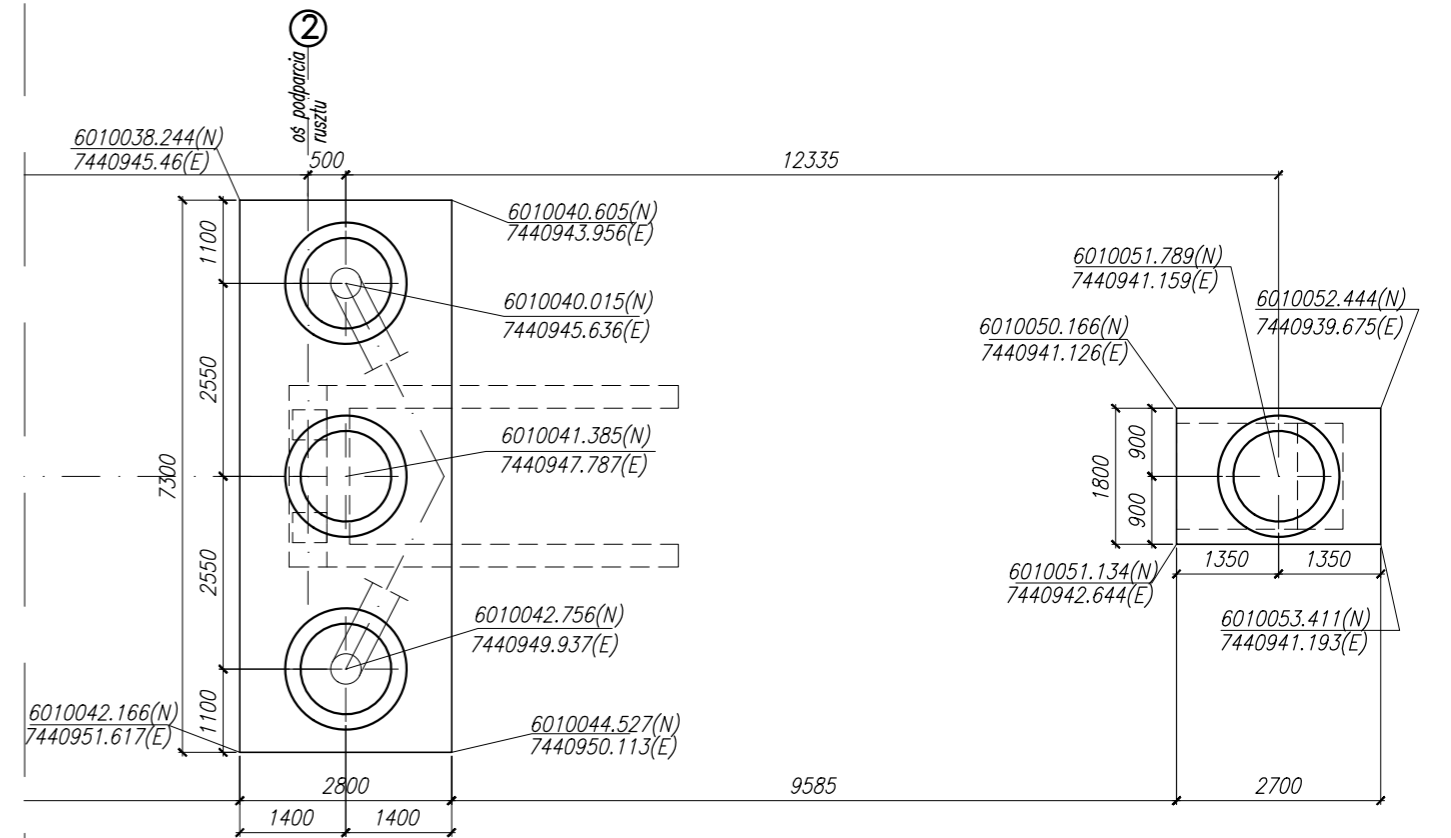 2
oś podparcia
rusztu
6010038.244(N)
7440945.46(E)
500
12335
6010040.605(N)
7440943.956(E)
1100
6010051.789(N)
7440941.159(E)
6010052.444(N)
7440939.675(E)
6010040.015(N)
7440945.636(E)
6010050.166(N)
7440941.126(E)
2550
6010041.385(N)
7440947.787(E)
7300
1800
900
900
2550
1350
1350
6010051.134(N)
7440942.644(E)
6010042.756(N)
7440949.937(E)
6010053.411(N)
7440941.193(E)
1100
6010042.166(N)
7440951.617(E)
6010044.527(N)
7440950.113(E)
2800
9585
2700
1400
1400